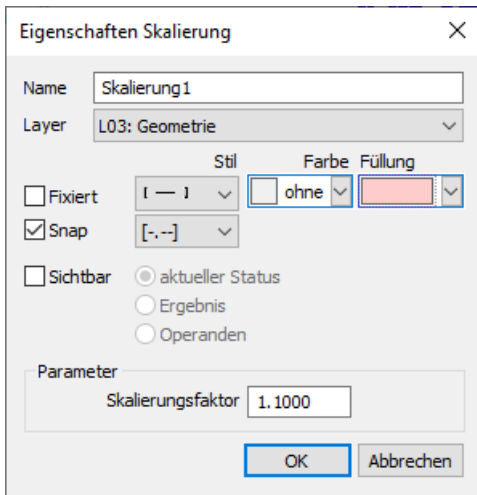 Eigenschaften Skalierung
Name Skalierung1
Layer L03: Geometrie
Stil Farbe Füllung
Fixiert [ — ] ohne
Snap [-.--]
Sichtbar aktueller Status
Ergebnis
Operanden
Parameter
Skalierungsfaktor 1.1000
OK Abbrechen